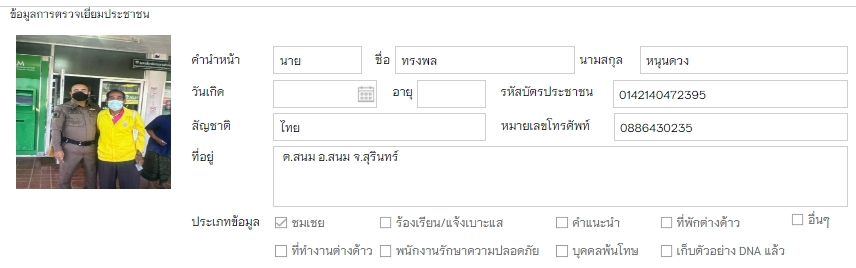 ข้อมูลการตรวจเยี่ยมประชาชน
คำนำหน้า นาย ชื่อ ทรงพล นามสกุล หนุนดวง
วันเกิด อายุ รหัสบัตรประชาชน 0142140472395
สัญชาติ ไทย หมายเลขโทรศัพท์ 0886430235
ที่อยู่ ต.สนม อ.สนม จ.สุรินทร์
ประเภทข้อมูล ชมเชย ร้องเรียน/แจ้งเบาะแส คำแนะนำ ที่พักต่างด้าว อื่นๆ
ที่ทำงานต่างด้าว พนักงานรักษาความปลอดภัย บุคคลพ้นโทษ เก็บตัวอย่าง DNA แล้ว